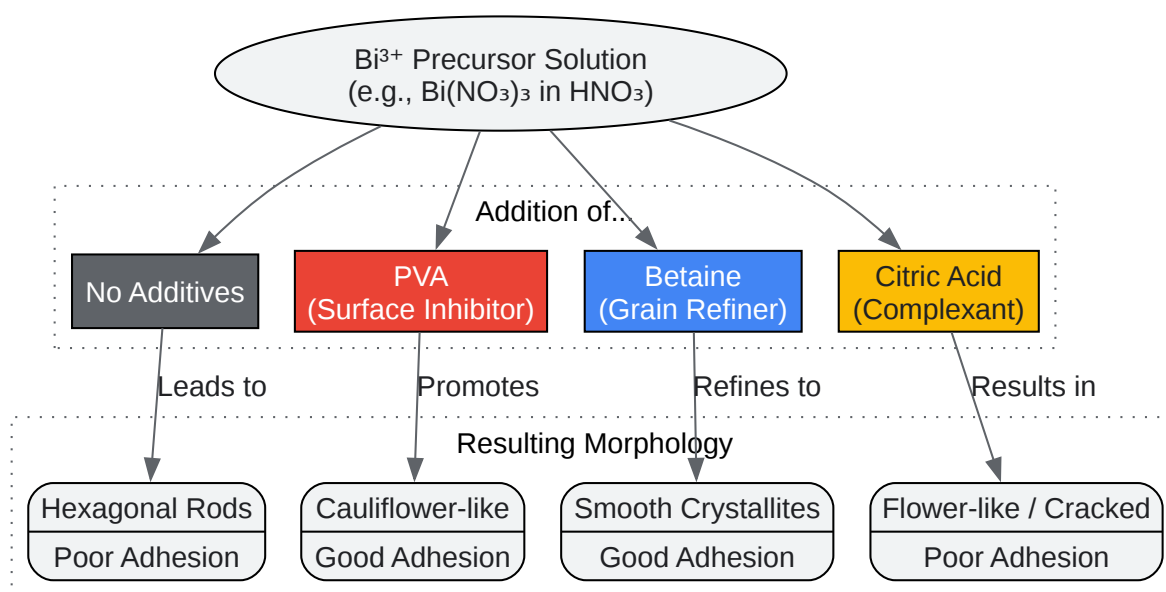 Bi³⁺ Precursor Solution
(e.g., Bi(NO₃)₃ in HNO₃)
Addition of...
No Additives
PVA
(Surface Inhibitor)
Betaine
(Grain Refiner)
Citric Acid
(Complexant)
Leads to
Promotes
Refines to
Results in
Resulting Morphology
Hexagonal Rods
Poor Adhesion
Cauliflower-like
Good Adhesion
Smooth Crystallites
Good Adhesion
Flower-like / Cracked
Poor Adhesion